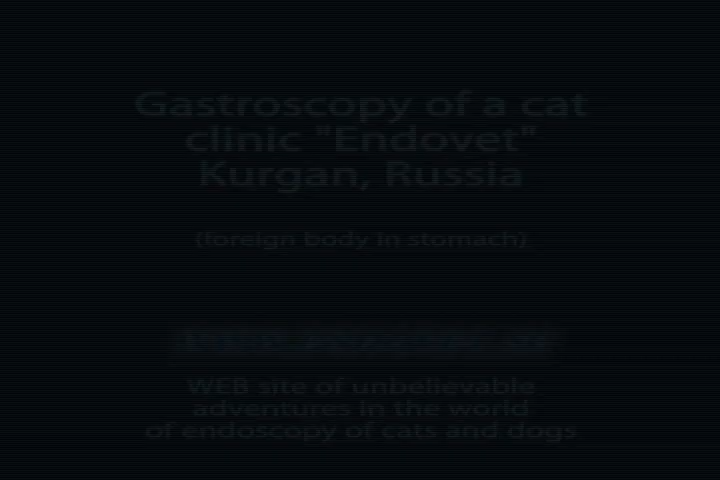 Gastroscopy of a cat
clinic "Endovet"
Kurgan, Russia
(foreign body in stomach)
WEB site of unbelievable
adventures in the world
of endoscopy of cats and dogs